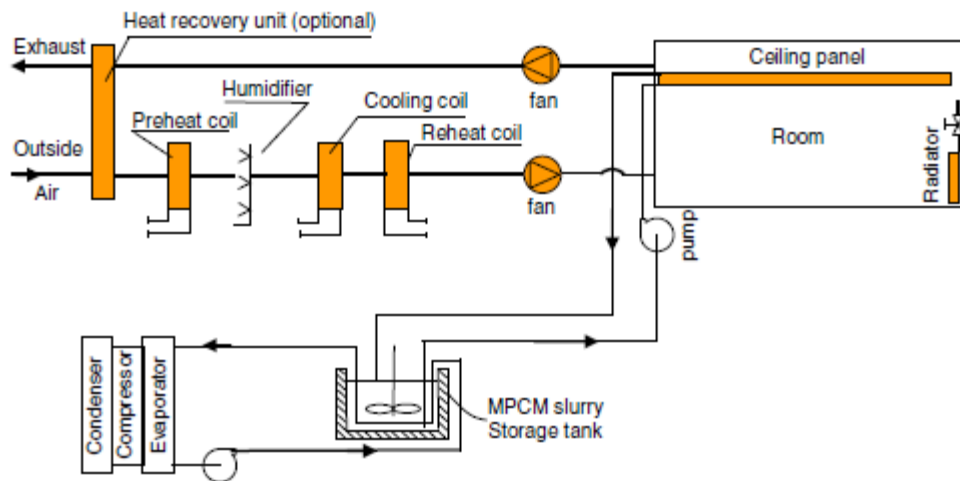 Heat recovery unit (optional)
Exhaust
Ceiling panel
fan
Humidifier
Cooling coil
Preheat coil
Reheat coil
Outside
Air
Room
Radiator
fan
pump
Condenser
Compressor
Evaporator
MPCM slurry
Storage tank